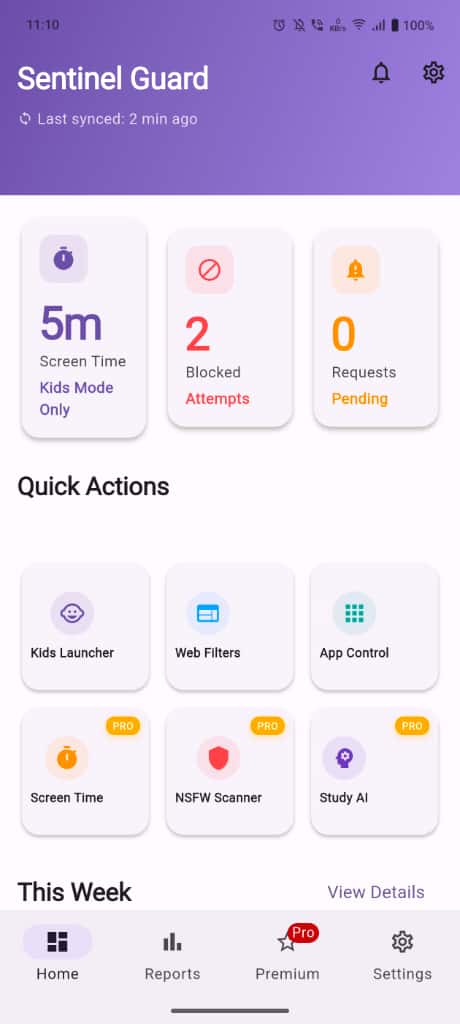 11:10
0
KB/s
100%
Sentinel Guard
Last synced: 2 min ago
5m
Screen Time
Kids Mode
Only
2
Blocked
Attempts
0
Requests
Pending
Quick Actions
Kids Launcher
Web Filters
App Control
PRO
Screen Time
PRO
NSFW Scanner
PRO
Study AI
This Week
View Details
Home
Reports
Pro
Premium
Settings